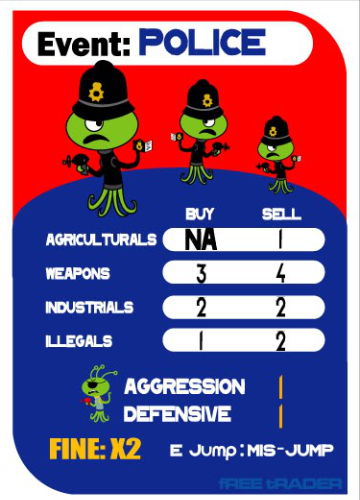 Event: POLICE
BUY SELL
AGRICULTURALS NA 1
WEAPONS 3 4
INDUSTRIALS 2 2
ILLEGALS 1 2
AGGRESSION 1
DEFENSIVE 1
FINE: X2 E Jump: MIS-JUMP
fREE tRADER